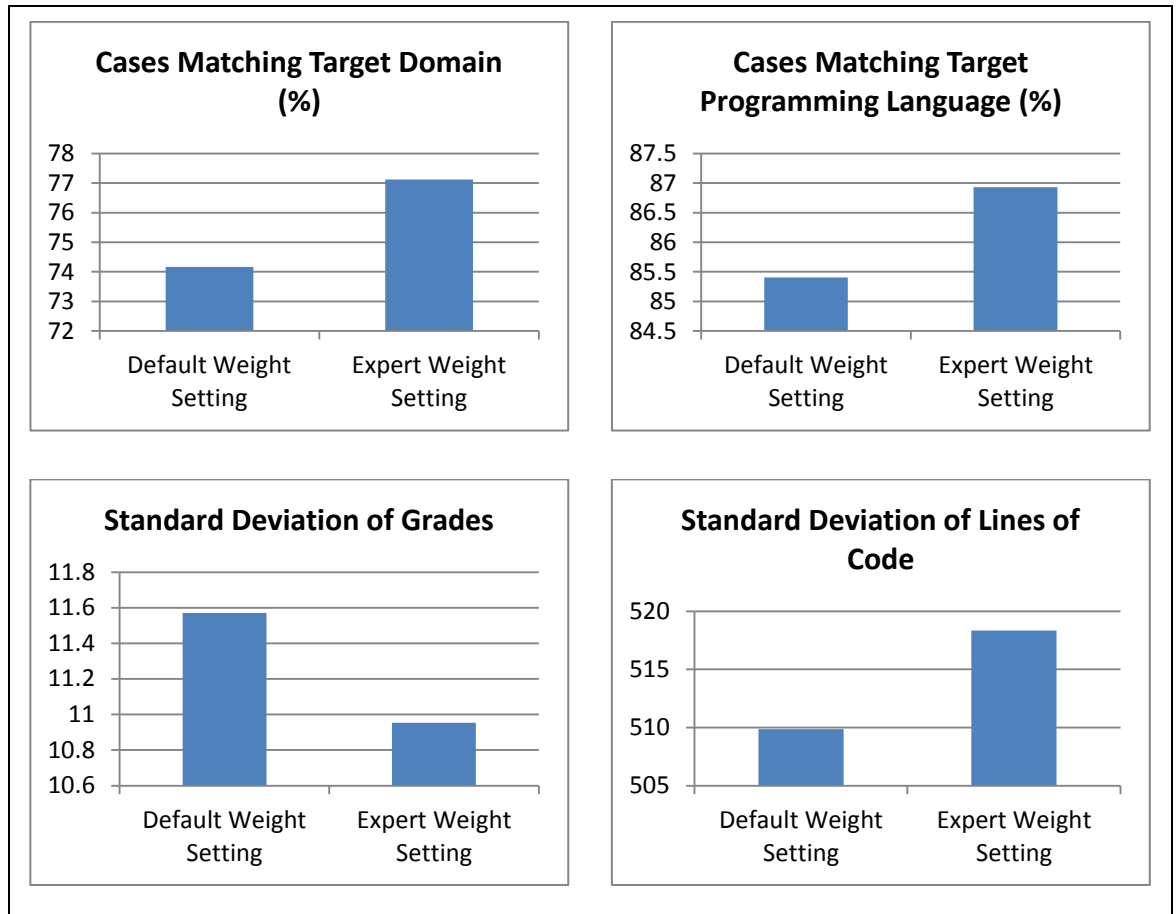 Cases Matching Target Domain
(%)
78
77
76
75
74
73
72
Default Weight
Setting
Expert Weight
Setting
Cases Matching Target
Programming Language (%)
87.5
87
86.5
86
85.5
85
84.5
Default Weight
Setting
Expert Weight
Setting
Standard Deviation of Grades
11.8
11.6
11.4
11.2
11
10.8
10.6
Default Weight
Setting
Expert Weight
Setting
Standard Deviation of Lines of
Code
520
515
510
505
Default Weight
Setting
Expert Weight
Setting